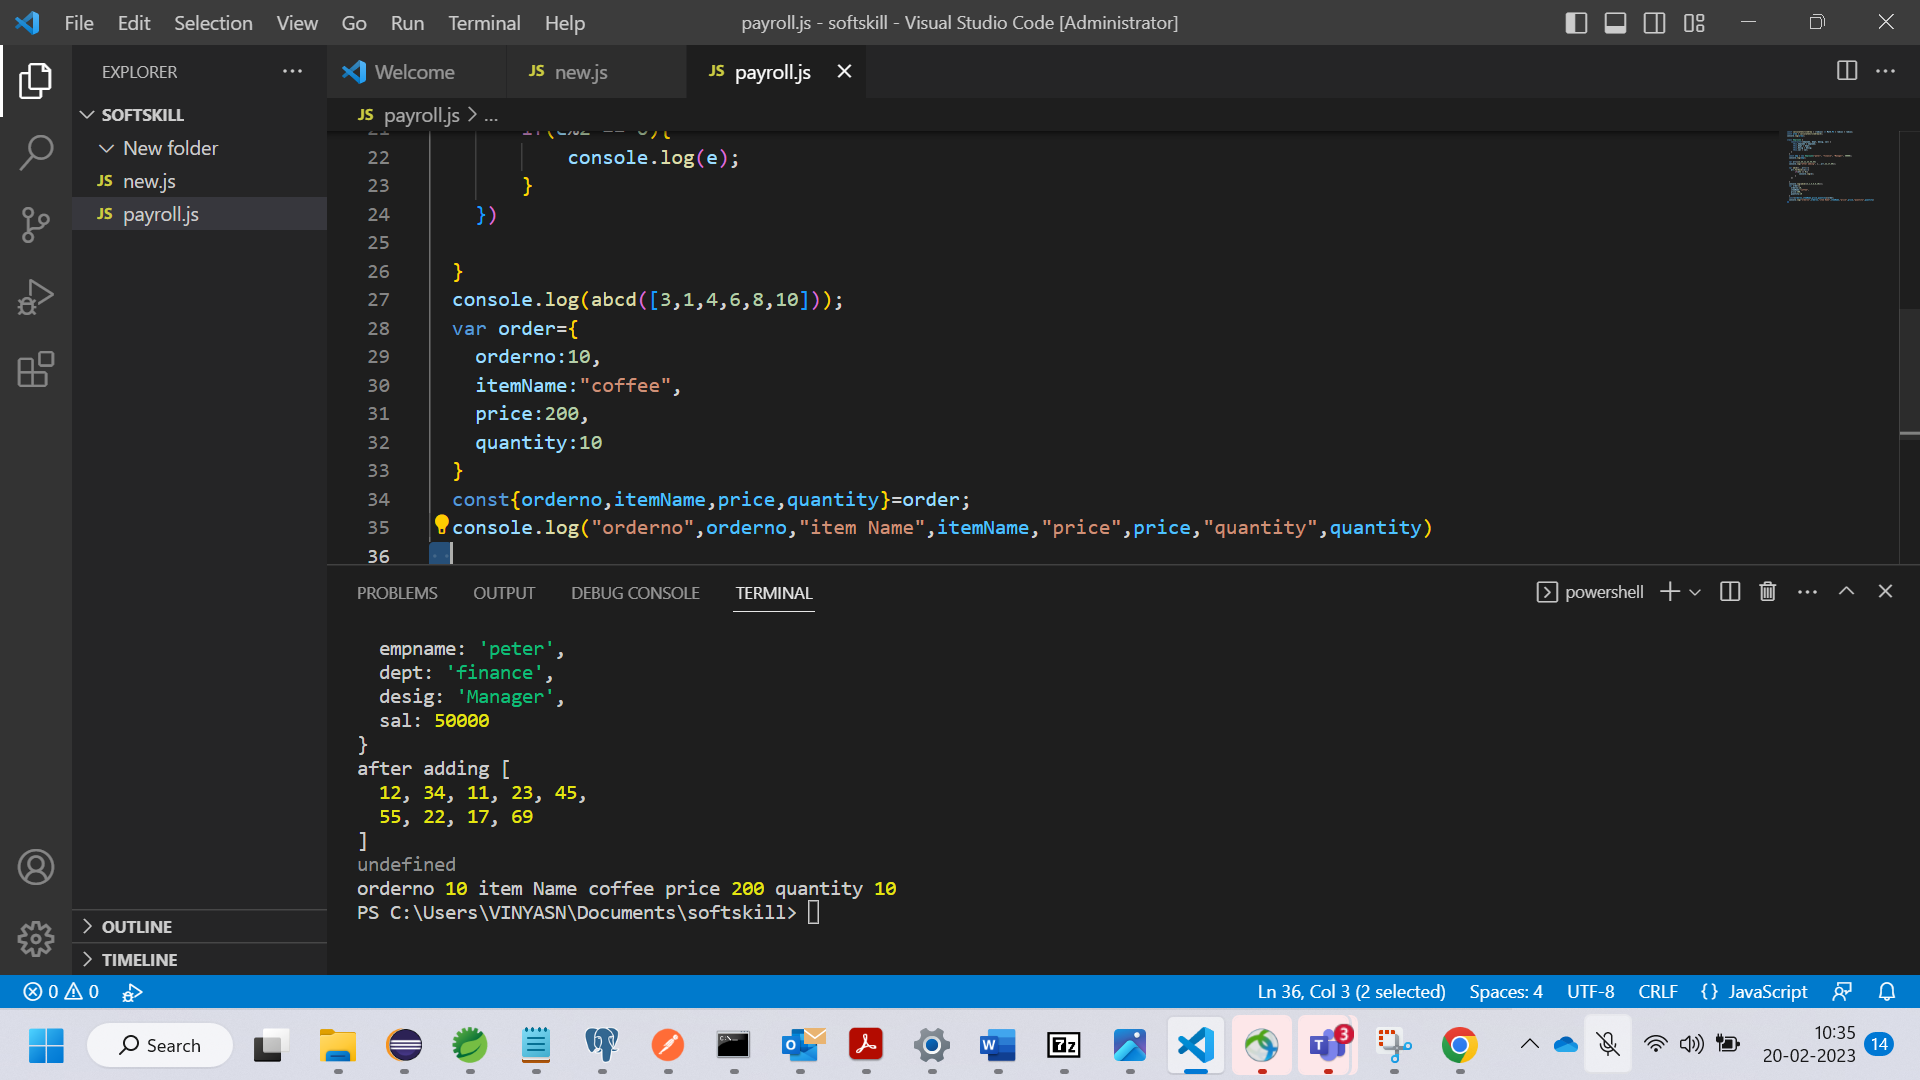 File Edit Selection View Go Run Terminal Help payroll.js - softskill - Visual Studio Code [Administrator]
EXPLORER ...
Welcome JS new.js JS payroll.js
JS payroll.js > ...
SOFTSKILL
New folder
JS new.js
JS payroll.js
22 console.log(e);
23 }
24 })
25
26 }
27 console.log(abcd([3,1,4,6,8,10]));
28 var order={
29 orderno:10,
30 itemName:"coffee",
31 price:200,
32 quantity:10
33 }
34 const{orderno,itemName,price,quantity}=order;
35 console.log("orderno",orderno,"item Name",itemName,"price",price,"quantity",quantity)
36
PROBLEMS OUTPUT DEBUG CONSOLE TERMINAL powershell
empname: 'peter',
dept: 'finance',
desig: 'Manager',
sal: 50000
}
after adding [
12, 34, 11, 23, 45,
55, 22, 17, 69
]
undefined
orderno 10 item Name coffee price 200 quantity 10
PS C:\Users\VINYASN\Documents\softskill>
OUTLINE
TIMELINE
0 0 Ln 36, Col 3 (2 selected) Spaces: 4 UTF-8 CRLF {} JavaScript
Search 7z 3 10:35
20-02-2023 14